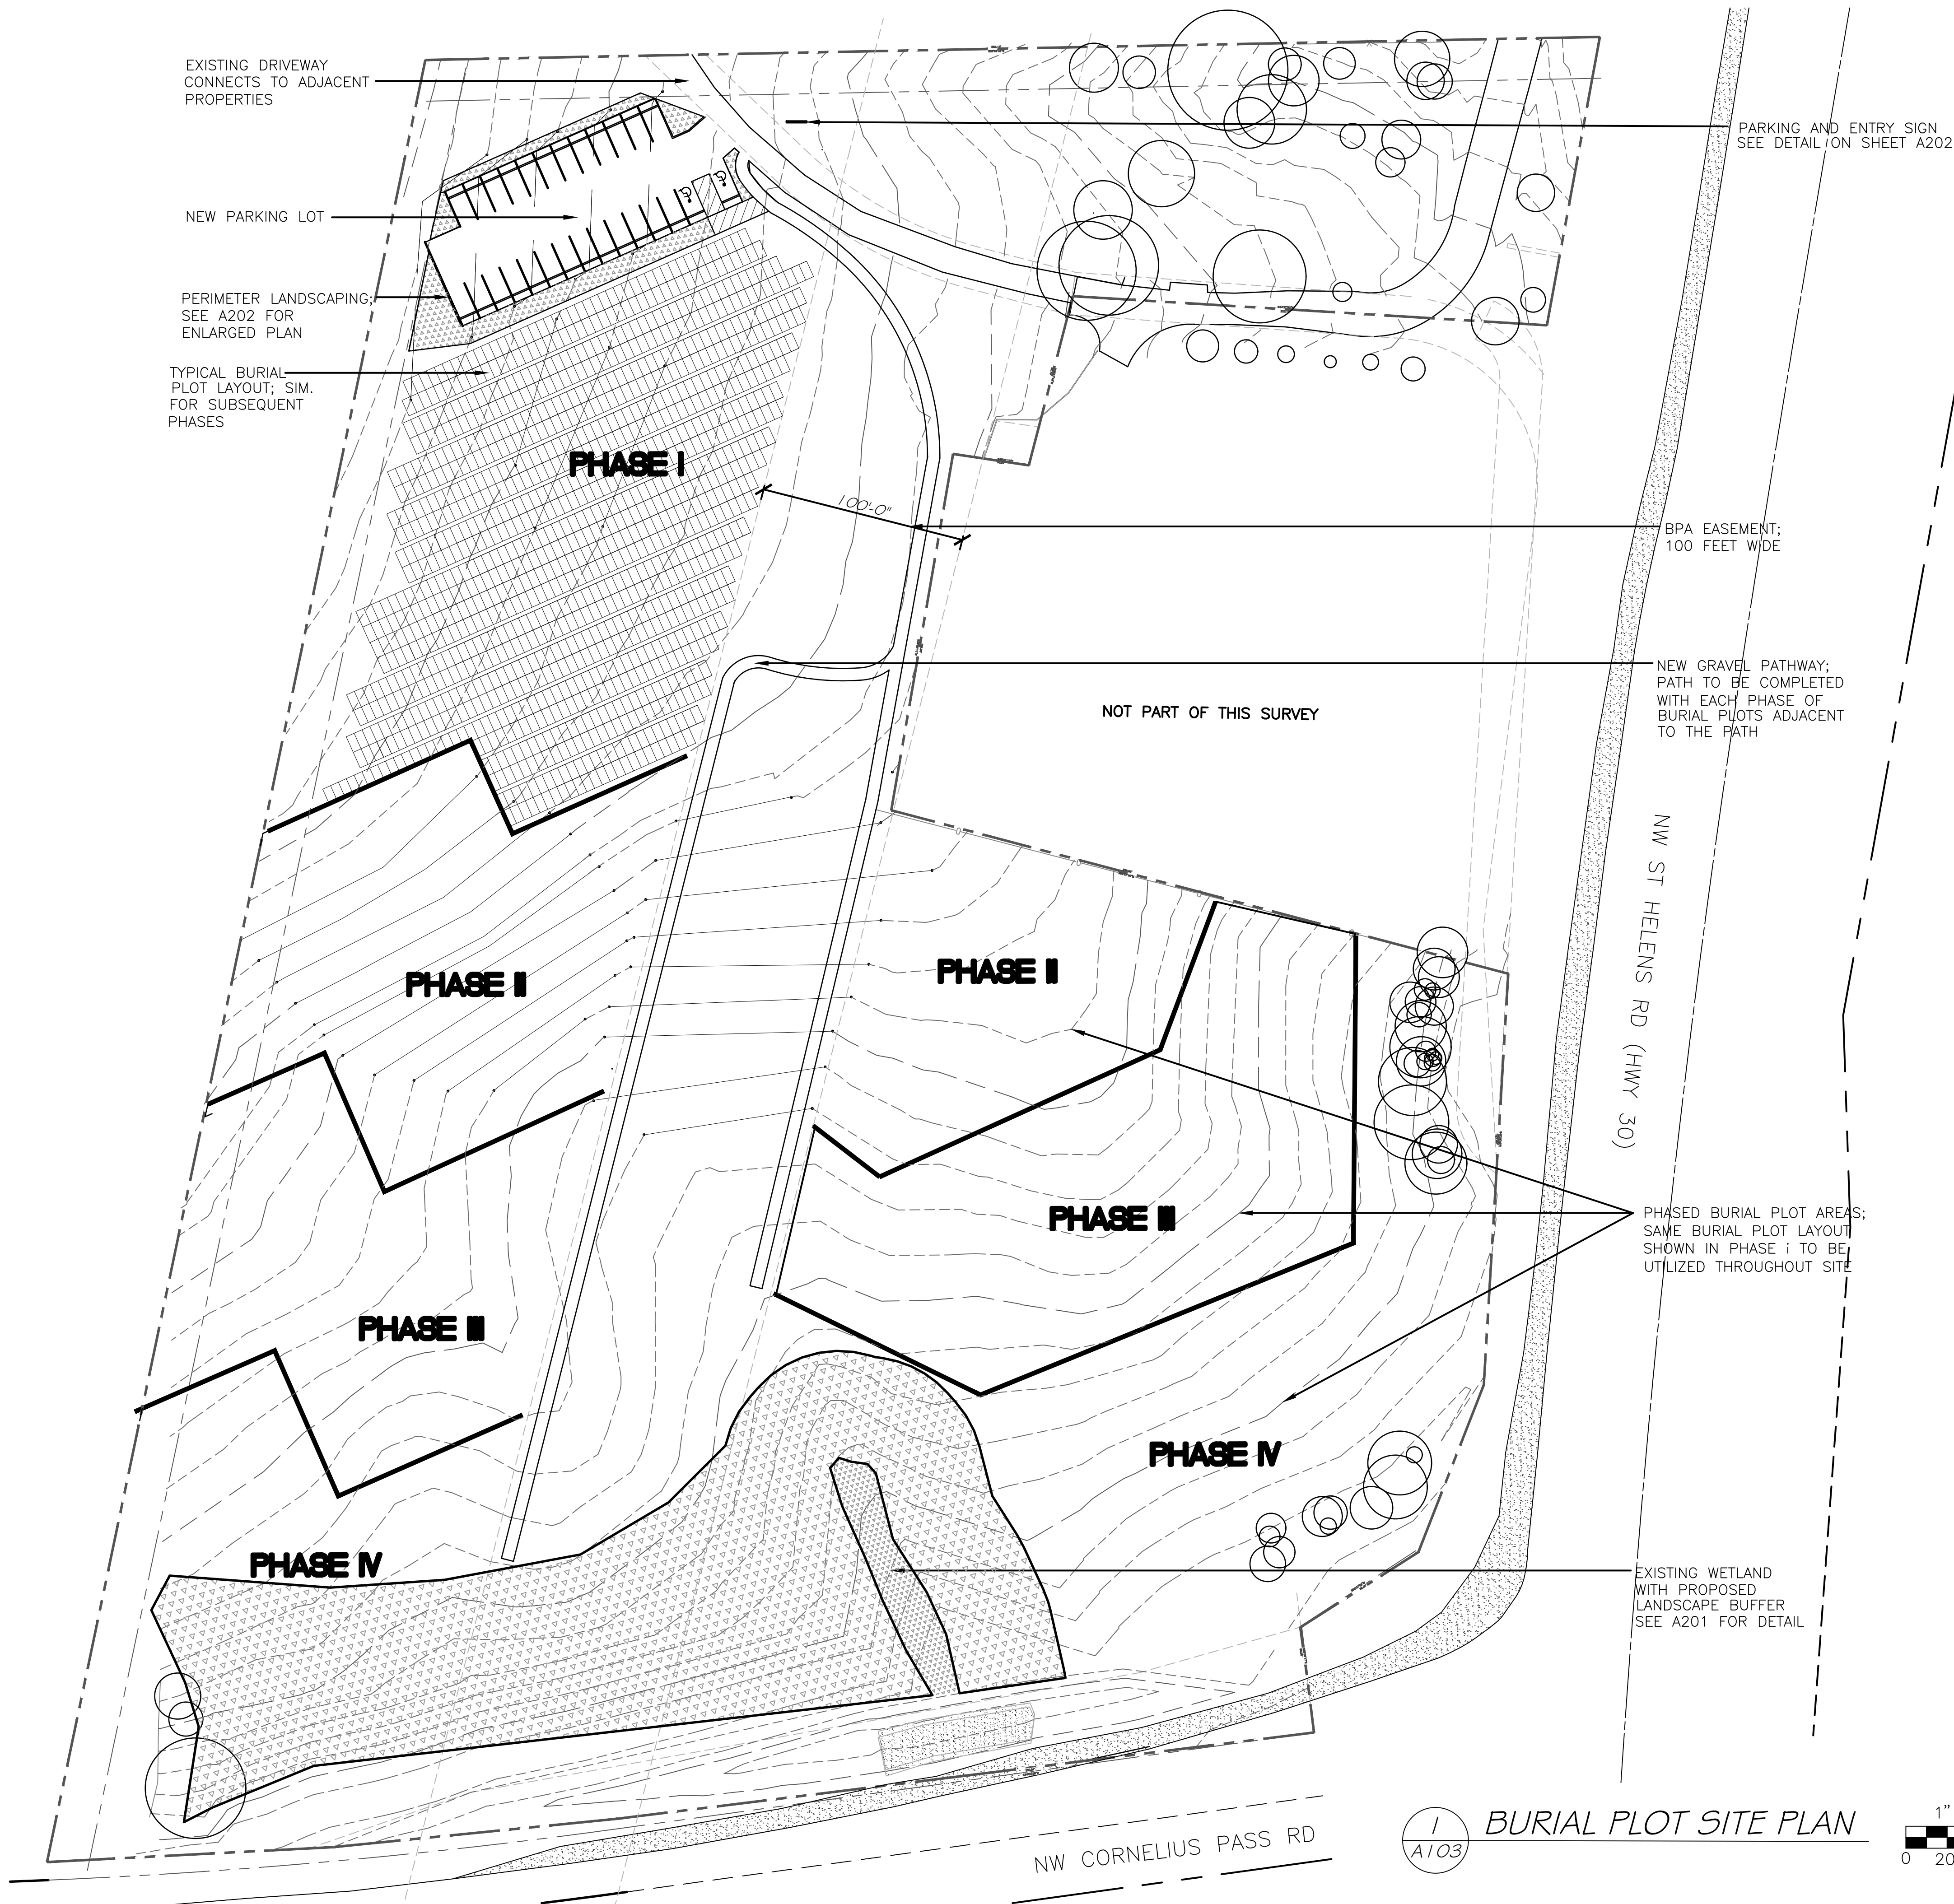 EXISTING DRIVEWAY
CONNECTS TO ADJACENT
PROPERTIES
PARKING AND ENTRY SIGN
SEE DETAIL ON SHEET A202
NEW PARKING LOT
PERIMETER LANDSCAPING;
SEE A202 FOR
ENLARGED PLAN
TYPICAL BURIAL
PLOT LAYOUT; SIM.
FOR SUBSEQUENT
PHASES
PHASE I
100'-0"
BPA EASEMENT;
100 FEET WIDE
NEW GRAVEL PATHWAY;
PATH TO BE COMPLETED
WITH EACH PHASE OF
BURIAL PLOTS ADJACENT
TO THE PATH
NOT PART OF THIS SURVEY
NW ST HELENS RD (HWY 30)
PHASE II
PHASE II
PHASE III
PHASED BURIAL PLOT AREAS;
SAME BURIAL PLOT LAYOUT
SHOWN IN PHASE i TO BE
UTILIZED THROUGHOUT SITE
PHASE III
PHASE IV
PHASE IV
EXISTING WETLAND
WITH PROPOSED
LANDSCAPE BUFFER
SEE A201 FOR DETAIL
NW CORNELIUS PASS RD
1
A103
BURIAL PLOT SITE PLAN
1"
0 20